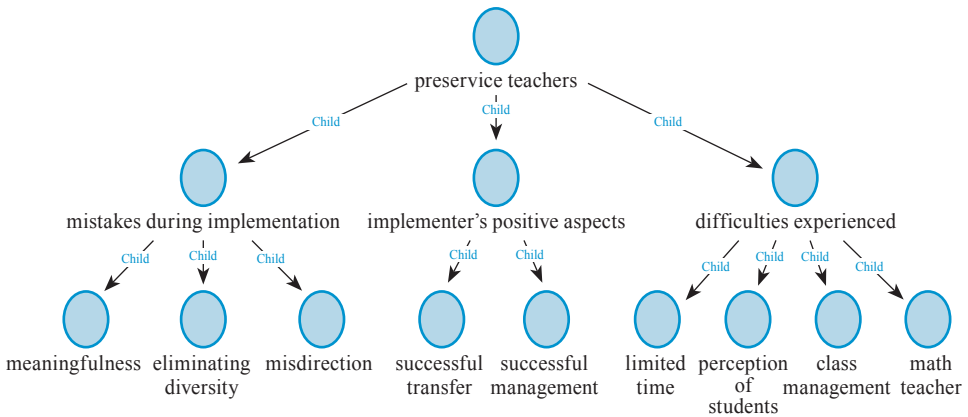 preservice teachers
Child
Child
Child
mistakes during implementation
implementer's positive aspects
difficulties experienced
Child
Child
Child
Child
Child
Child
Child
Child
Child
meaningfulness
eliminating
diversity
misdirection
successful
transfer
successful
management
limited
time
perception
of
students
class
management
math
teacher